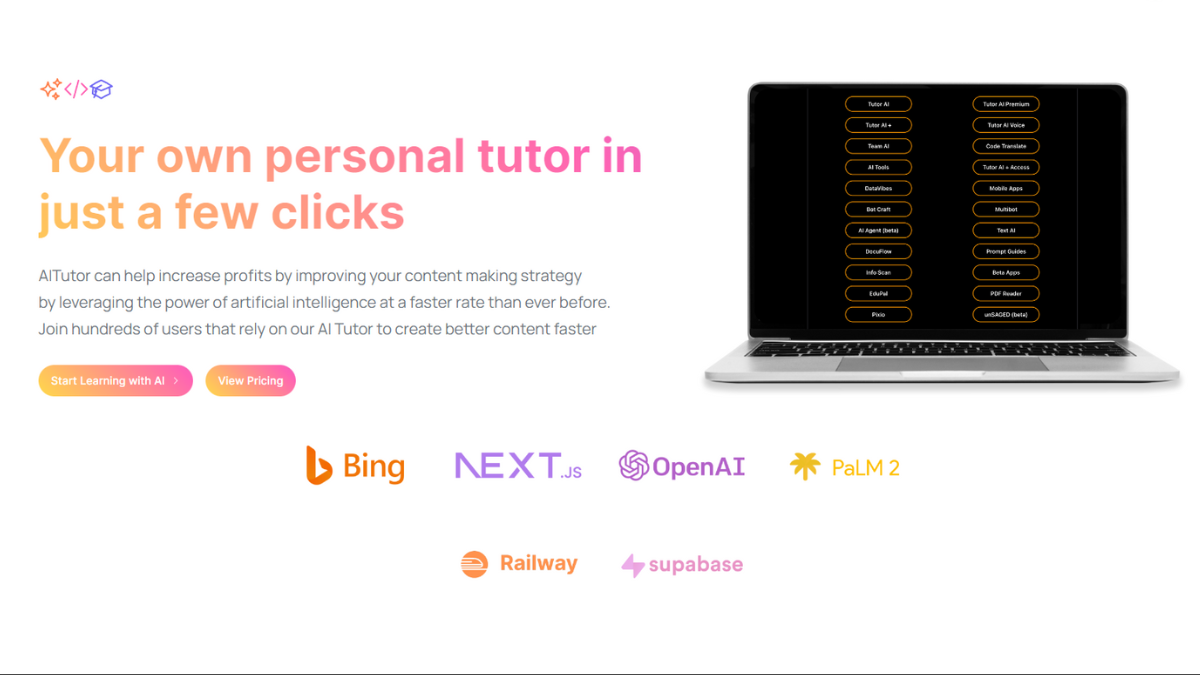 </>
Your own personal tutor in
just a few clicks
AITutor can help increase profits by improving your content making strategy
by leveraging the power of artificial intelligence at a faster rate than ever before.
Join hundreds of users that rely on our AI Tutor to create better content faster
Start Learning with AI >
View Pricing
Tutor AI
Tutor AI Premium
Tutor AI +
Tutor AI Voice
Team AI
Code Translate
AI Tools
Tutor AI + Access
DataVibes
Mobile Apps
Bat Craft
Multibot
AI Agent (beta)
Text AI
DocuFlow
Prompt Guides
Info Scan
Beta Apps
EduPal
PDF Reader
Pixio
unSAGED (beta)
Bing
NEXT.JS
OpenAI
PaLM 2
Railway
supabase